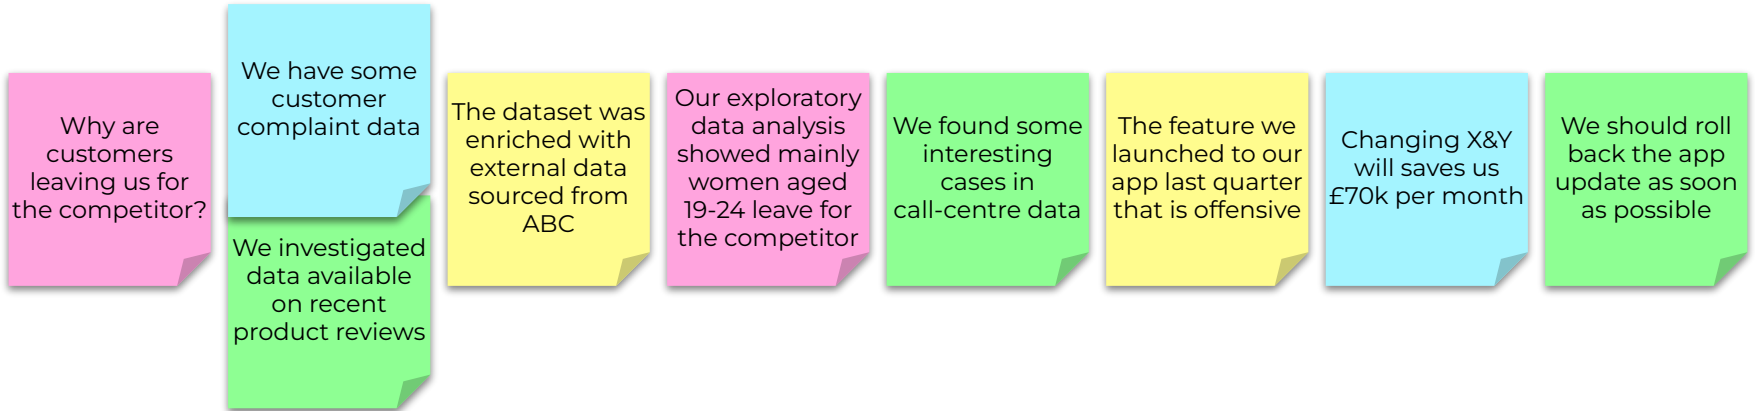 Why are
customers
leaving us for
the competitor?
We have some
customer
complaint data
We investigated
data available
on recent
product reviews
The dataset was
enriched with
external data
sourced from
ABC
Our exploratory
data analysis
showed mainly
women aged
19-24 leave for
the competitor
We found some
interesting
cases in
call-centre data
The feature we
launched to our
app last quarter
that is offensive
Changing X&Y
will saves us
£70k per month
We should roll
back the app
update as soon
as possible